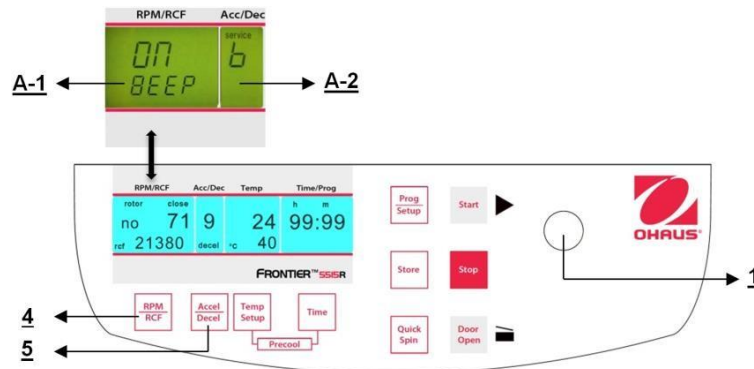 RPM/RCF Acc/Dec
service
ON b
BEEP
A-1
A-2
RPM/RCF Acc/Dec Temp Time/Prog
rotor close h m
no 71 9 24 99:99
rcf 21380 decel °C 40
FRONTIER™ 5515R
RPM
RCF
Accel
Decel
Temp
Setup
Time
Precool
4
5
Prog
Setup
Start
Store
Stop
Quick
Spin
Door
Open
OHAUS®
1